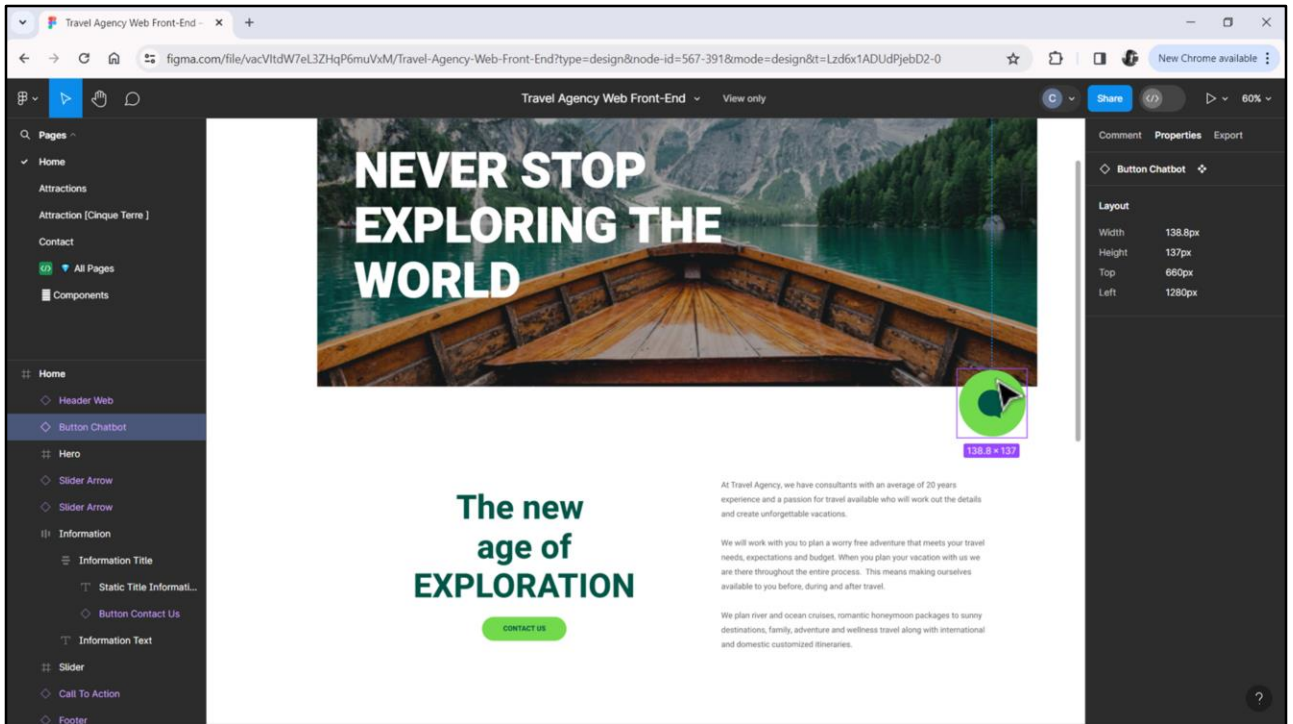 Travel Agency Web Front-End –
figma.com/file/vacVItdW7eL3ZHqP6muVxM/Travel-Agency-Web-Front-End?type=design&node-id=567-391&mode=design&t=Lzd6x1ADUdPjebD2-0
New Chrome available
Travel Agency Web Front-End
View only
C
Share
60%
Pages
Home
Attractions
Attraction [Cinque Terre ]
Contact
All Pages
Components
Home
Header Web
Button Chatbot
Hero
Slider Arrow
Slider Arrow
Information
Information Title
Static Title Informati...
Button Contact Us
Information Text
Slider
Call To Action
Footer
NEVER STOP
EXPLORING THE
WORLD
138.8 × 137
The new
age of
EXPLORATION
CONTACT US
At Travel Agency, we have consultants with an average of 20 years
experience and a passion for travel available who will work out the details
and create unforgettable vacations.
We will work with you to plan a worry free adventure that meets your travel
needs, expectations and budget. When you plan your vacation with us we
are there throughout the entire process. This means making ourselves
available to you before, during and after travel.
We plan river and ocean cruises, romantic honeymoon packages to sunny
destinations, family, adventure and wellness travel along with international
and domestic customized itineraries.
Comment Properties Export
Button Chatbot
Layout
Width 138.8px
Height 137px
Top 660px
Left 1280px
?